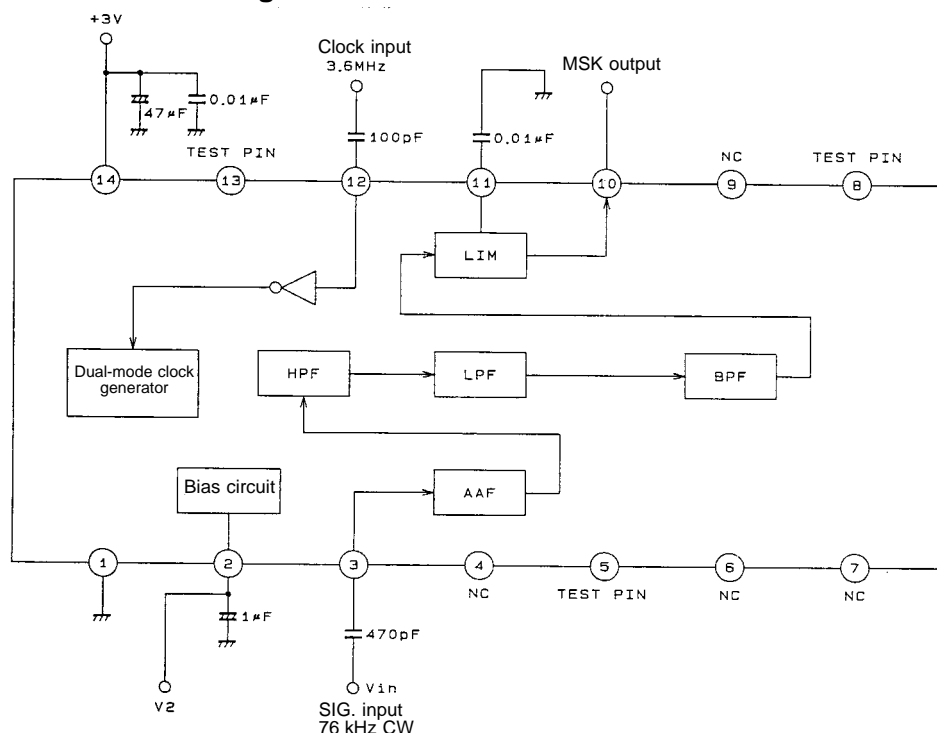 +3V
Clock input
3.6MHz
MSK output
47µF
0.01µF
100pF
0.01µF
TEST PIN
NC
TEST PIN
14
13
12
11
10
9
8
LIM
Dual-mode clock
generator
HPF
LPF
BPF
Bias circuit
AAF
1
2
3
4
5
6
7
NC
TEST PIN
NC
NC
1µF
470pF
V2
Vin
SIG. input
76 kHz CW